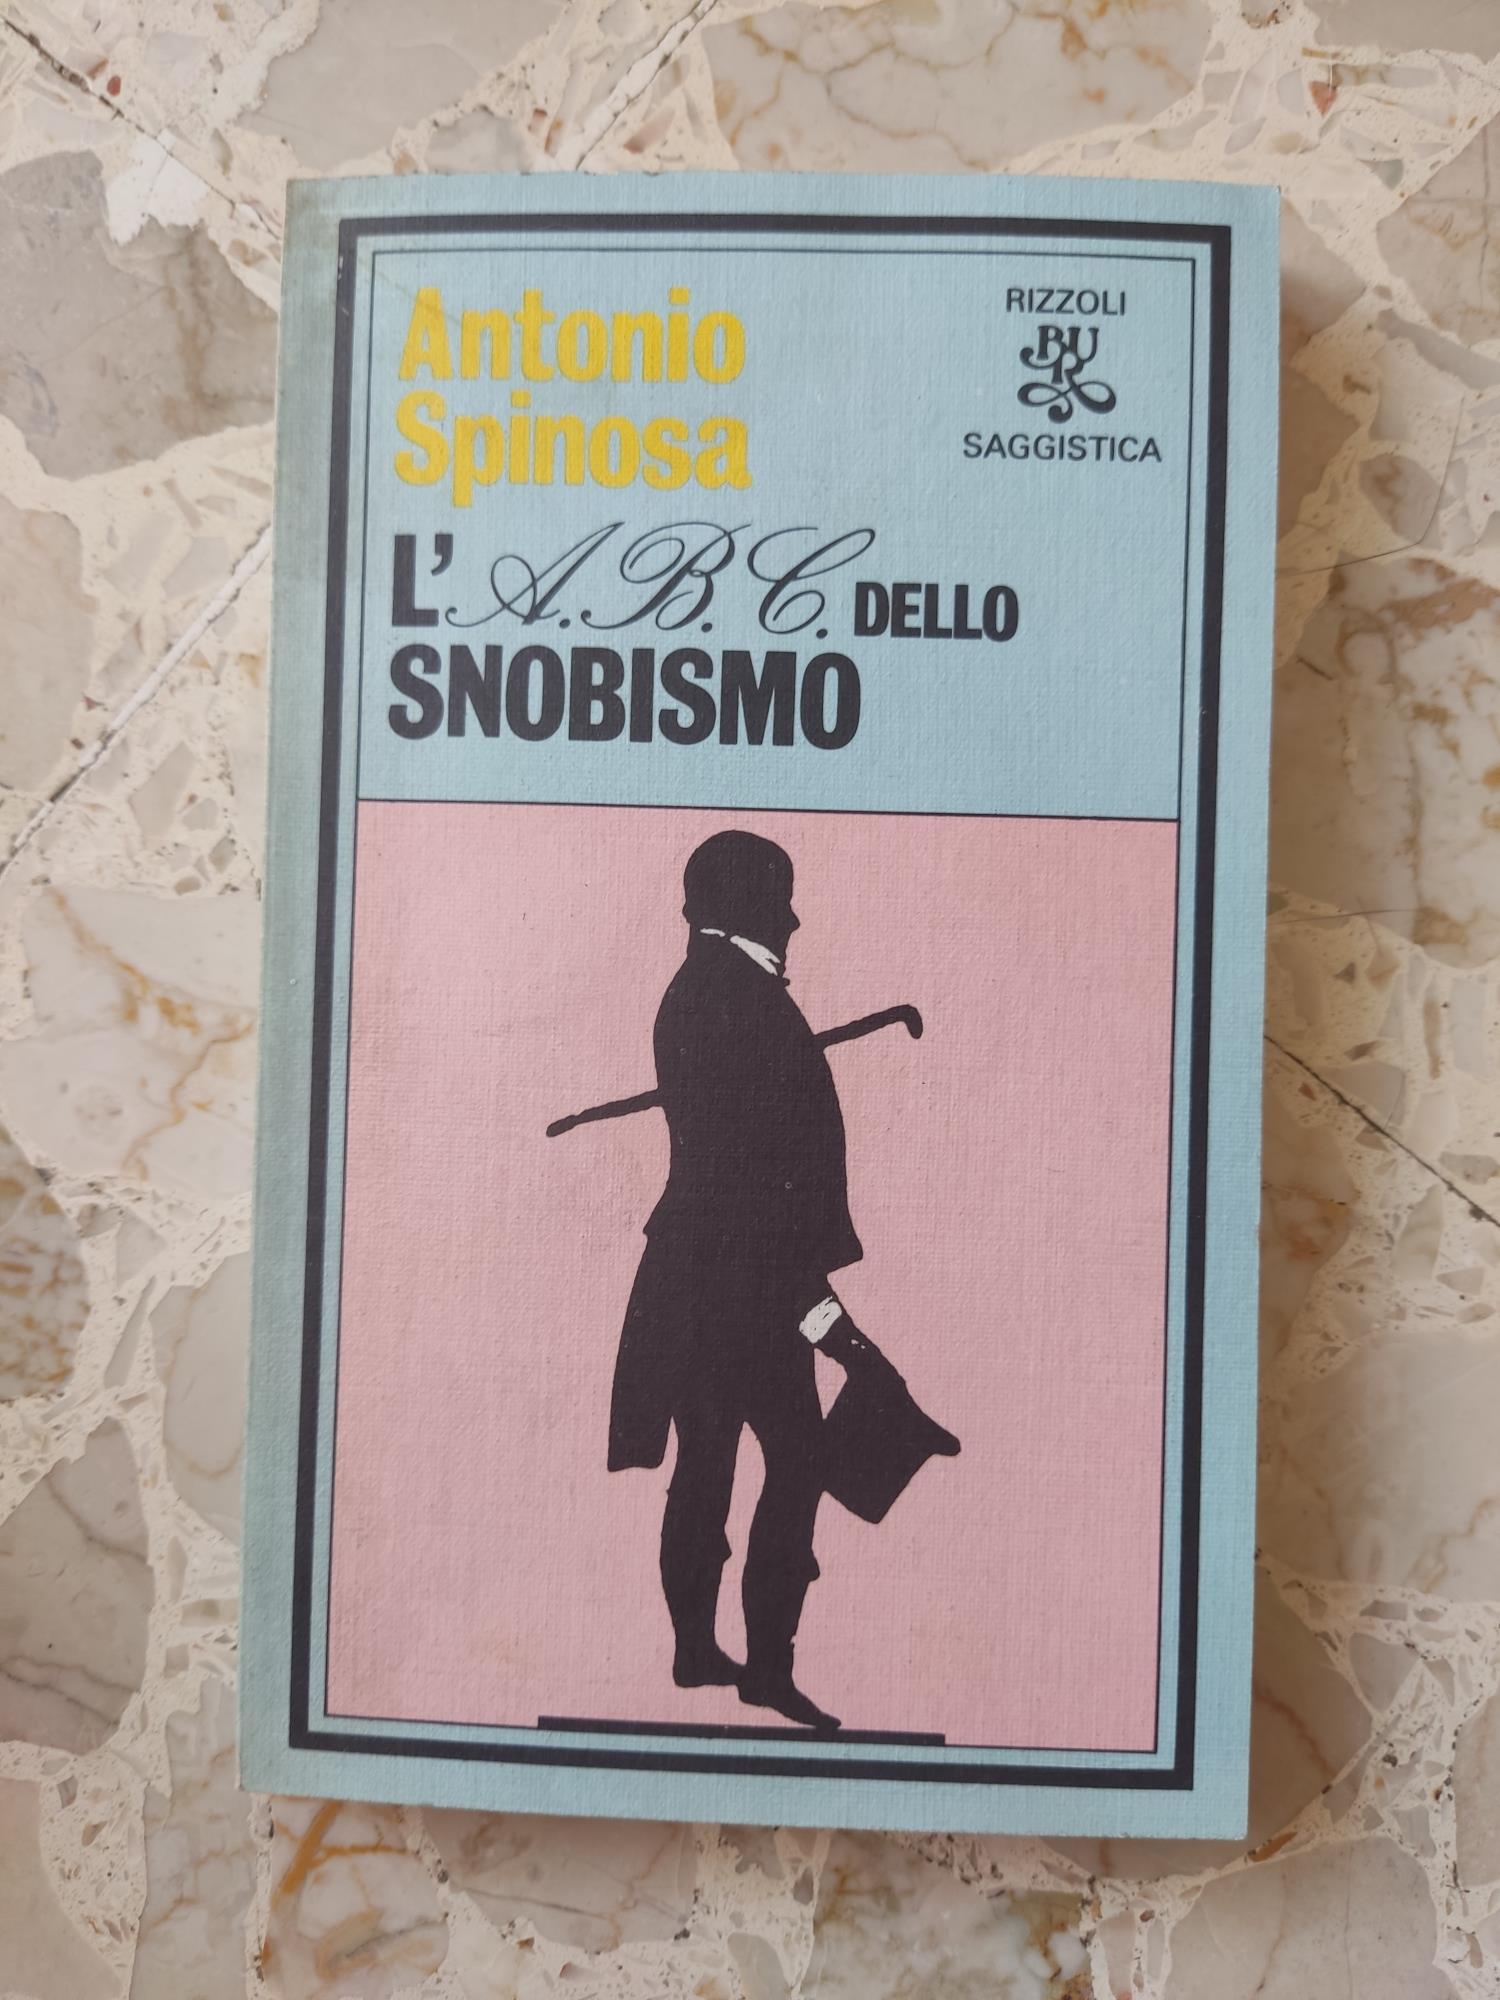 Antonio
Spinosa
RIZZOLI
BUR
SAGGISTICA
L'A.B.C. DELLO
SNOBISMO